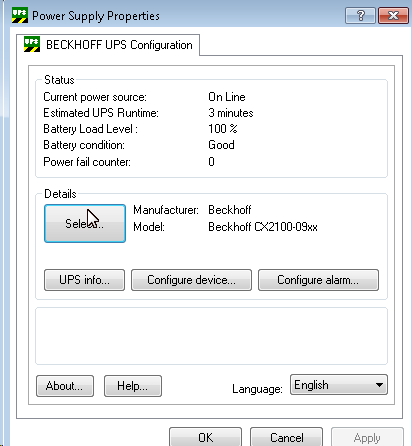 UPS Power Supply Properties
UPS BECKHOFF UPS Configuration
Status
Current power source: On Line
Estimated UPS Runtime: 3 minutes
Battery Load Level : 100 %
Battery condition: Good
Power fail counter: 0
Details
Select... Manufacturer: Beckhoff
Model: Beckhoff CX2100-09xx
UPS info... Configure device... Configure alarm...
About... Help... Language: English
OK Cancel Apply